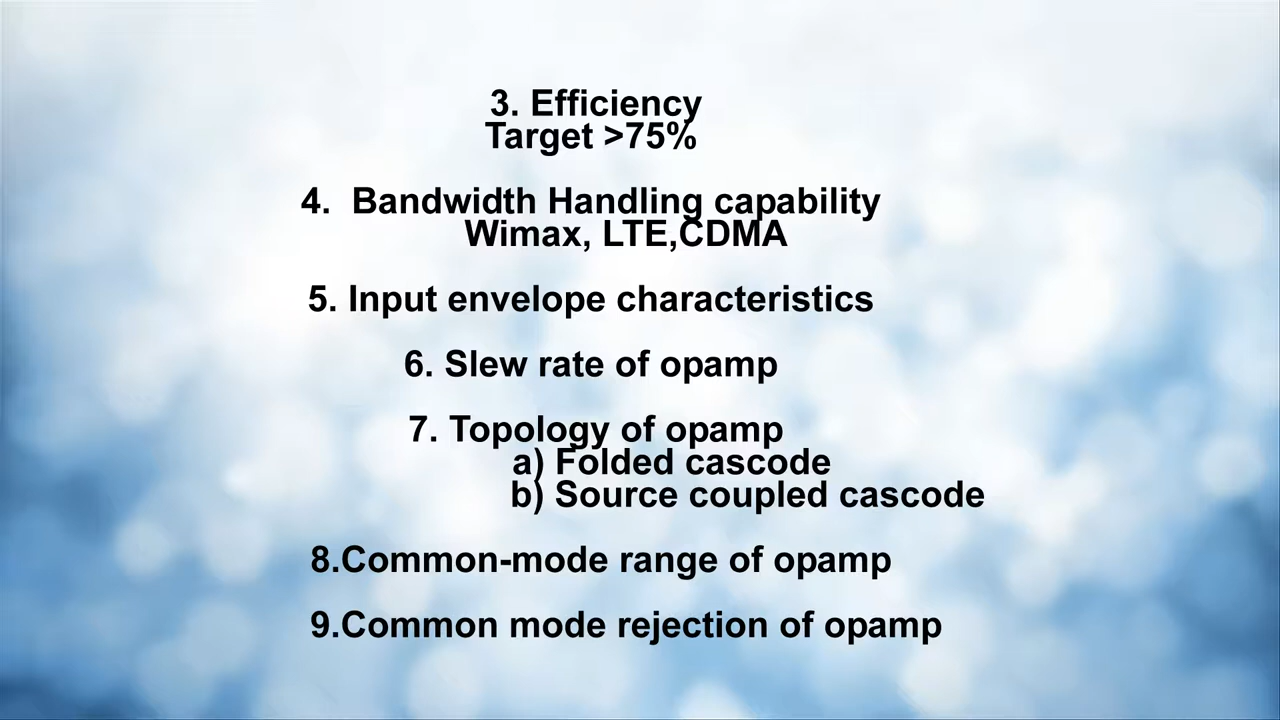 3. Efficiency
Target >75%
4.  Bandwidth Handling capability
Wimax, LTE,CDMA
5. Input envelope characteristics
6. Slew rate of opamp
7. Topology of opamp
a) Folded cascode
b) Source coupled cascode
8.Common-mode range of opamp
9.Common mode rejection of opamp